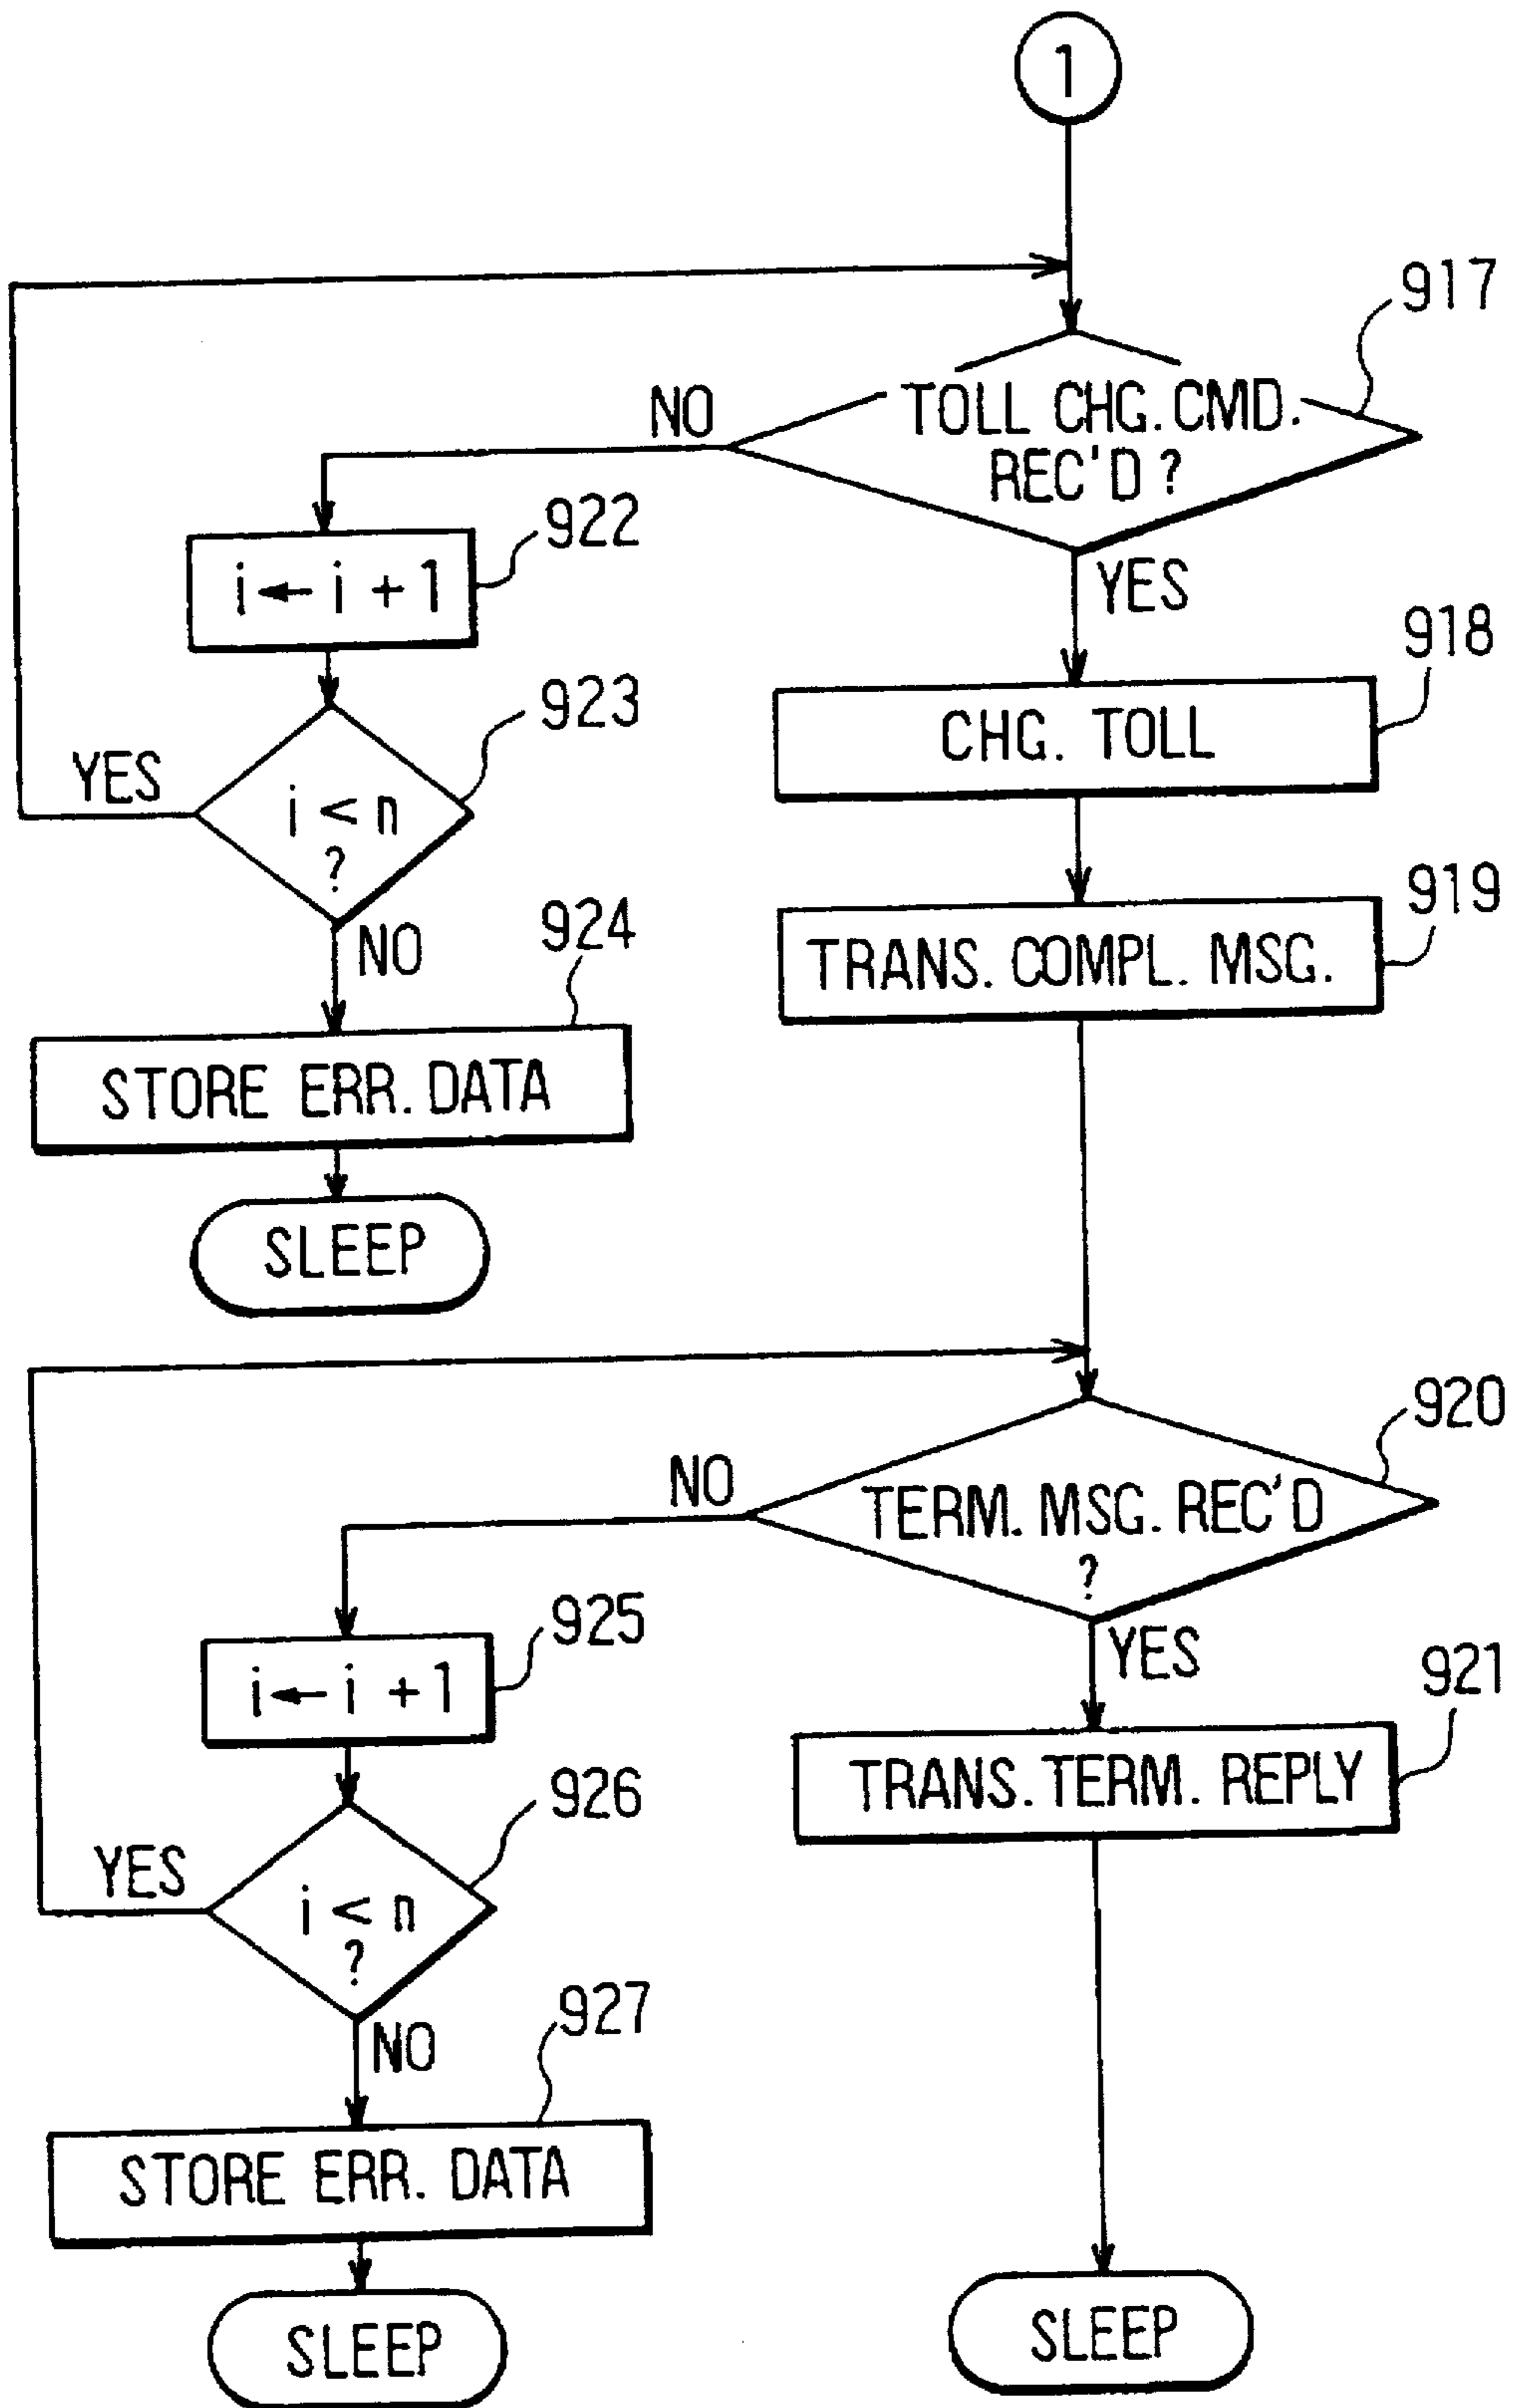 1
917
NO
TOLL CHG. CMD.
REC'D ?
922
i ← i + 1
YES
918
923
CHG. TOLL
YES
i < n
?
919
924
NO
TRANS. COMPL. MSG.
STORE ERR. DATA
SLEEP
920
NO
TERM. MSG. REC'D
?
925
YES
921
i ← i + 1
926
TRANS. TERM. REPLY
YES
i < n
?
927
NO
STORE ERR. DATA
SLEEP
SLEEP